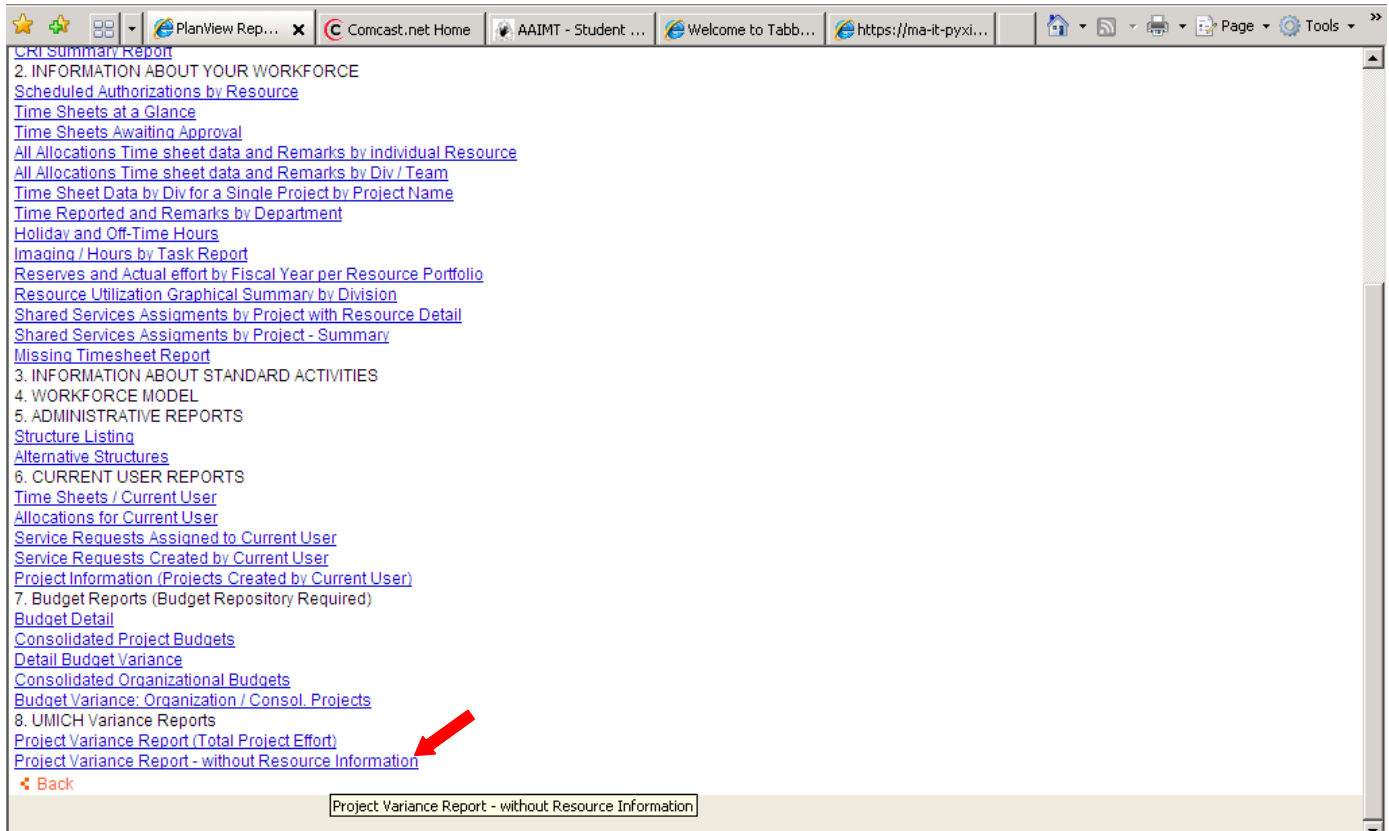 PlanView Rep...
Comcast.net Home
AAIMT - Student ...
Welcome to Tabb...
https://ma-it-pyxi...
Page
Tools
»
CRI Summary Report
2. INFORMATION ABOUT YOUR WORKFORCE
Scheduled Authorizations by Resource
Time Sheets at a Glance
Time Sheets Awaiting Approval
All Allocations Time sheet data and Remarks by individual Resource
All Allocations Time sheet data and Remarks by Div / Team
Time Sheet Data by Div for a Single Project by Project Name
Time Reported and Remarks by Department
Holiday and Off-Time Hours
Imaging / Hours by Task Report
Reserves and Actual effort by Fiscal Year per Resource Portfolio
Resource Utilization Graphical Summary by Division
Shared Services Assigments by Project with Resource Detail
Shared Services Assigments by Project - Summary
Missing Timesheet Report
3. INFORMATION ABOUT STANDARD ACTIVITIES
4. WORKFORCE MODEL
5. ADMINISTRATIVE REPORTS
Structure Listing
Alternative Structures
6. CURRENT USER REPORTS
Time Sheets / Current User
Allocations for Current User
Service Requests Assigned to Current User
Service Requests Created by Current User
Project Information (Projects Created by Current User)
7. Budget Reports (Budget Repository Required)
Budget Detail
Consolidated Project Budgets
Detail Budget Variance
Consolidated Organizational Budgets
Budget Variance: Organization / Consol. Projects
8. UMICH Variance Reports
Project Variance Report (Total Project Effort)
Project Variance Report - without Resource Information
Back
Project Variance Report - without Resource Information